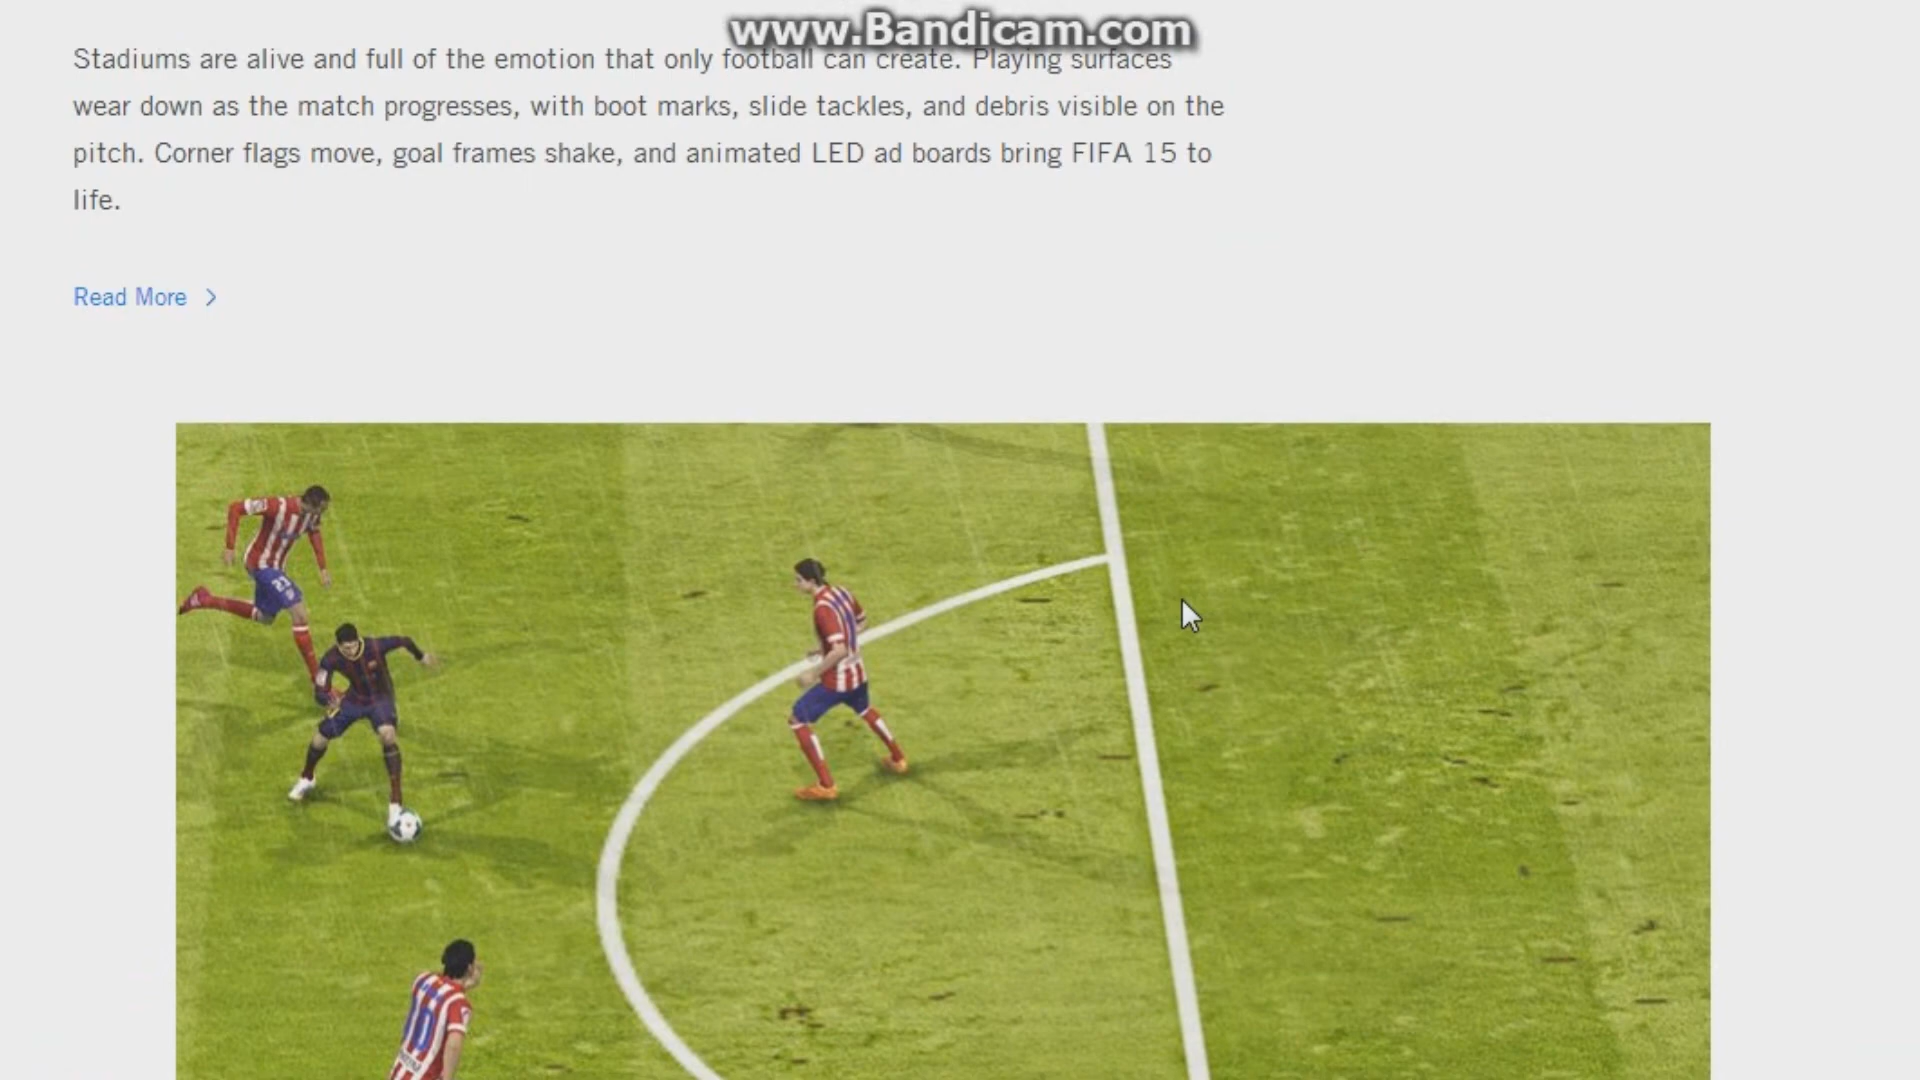 www.Bandicam.com
Stadiums are alive and full of the emotion that only football can create. Playing surfaces
wear down as the match progresses, with boot marks, slide tackles, and debris visible on the
pitch. Corner flags move, goal frames shake, and animated LED ad boards bring FIFA 15 to
life.
Read More